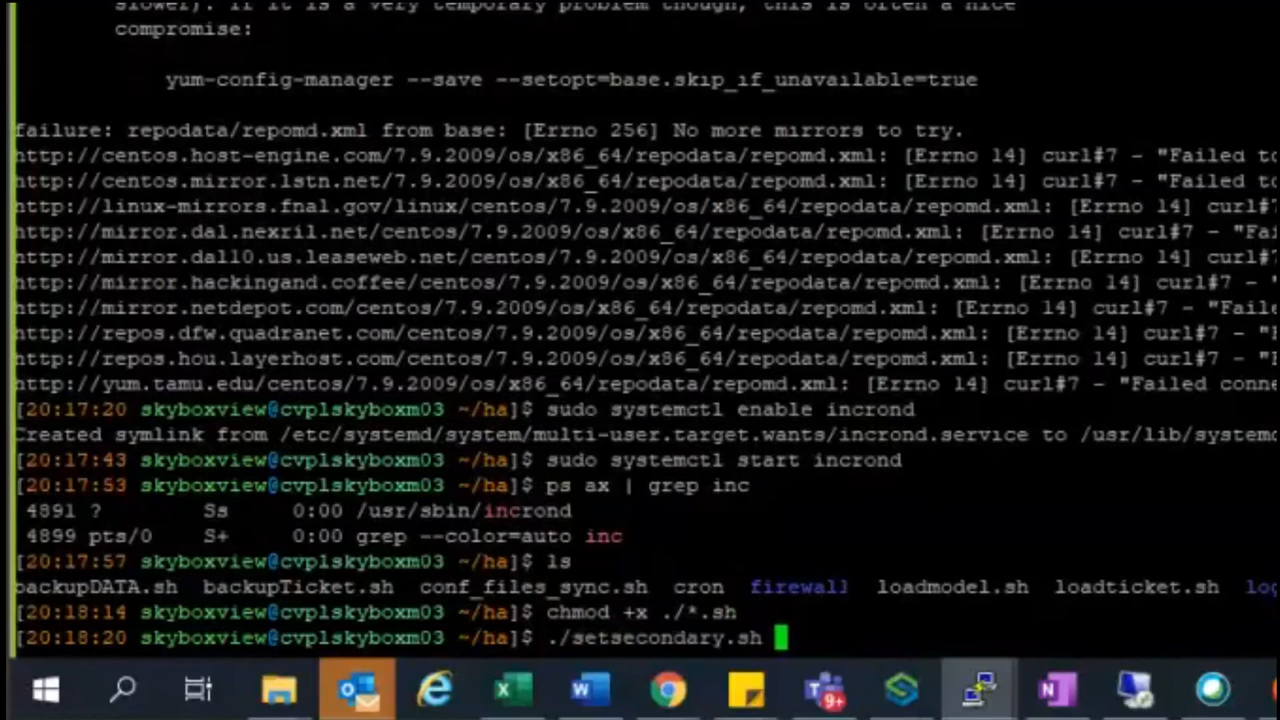 slower). If it is a very temporary problem though, this is often a nice
compromise:
yum-config-manager --save --setopt=base.skip_if_unavailable=true
failure: repodata/repomd.xml from base: [Errno 256] No more mirrors to try.
http://centos.host-engine.com/7.9.2009/os/x86_64/repodata/repomd.xml: [Errno 14] curl#7 - "Failed to
http://centos.mirror.lstn.net/7.9.2009/os/x86_64/repodata/repomd.xml: [Errno 14] curl#7 - "Failed to
http://linux-mirrors.fnal.gov/linux/centos/7.9.2009/os/x86_64/repodata/repomd.xml: [Errno 14] curl#7
http://mirror.dal.nexril.net/centos/7.9.2009/os/x86_64/repodata/repomd.xml: [Errno 14] curl#7 - "Fai
http://mirror.dal10.us.leaseweb.net/centos/7.9.2009/os/x86_64/repodata/repomd.xml: [Errno 14] curl#7
http://mirror.hackingand.coffee/centos/7.9.2009/os/x86_64/repodata/repomd.xml: [Errno 14] curl#7 - "
http://mirror.netdepot.com/centos/7.9.2009/os/x86_64/repodata/repomd.xml: [Errno 14] curl#7 - "Faile
http://repos.dfw.quadranet.com/centos/7.9.2009/os/x86_64/repodata/repomd.xml: [Errno 14] curl#7 - "F
http://repos.hou.layerhost.com/centos/7.9.2009/os/x86_64/repodata/repomd.xml: [Errno 14] curl#7 - "F
http://yum.tamu.edu/centos/7.9.2009/os/x86_64/repodata/repomd.xml: [Errno 14] curl#7 - "Failed conne
[20:17:20 skyboxview@cvplskyboxm03 ~/ha]$ sudo systemctl enable incrond
Created symlink from /etc/systemd/system/multi-user.target.wants/incrond.service to /usr/lib/systemd
[20:17:43 skyboxview@cvplskyboxm03 ~/ha]$ sudo systemctl start incrond
[20:17:53 skyboxview@cvplskyboxm03 ~/ha]$ ps ax | grep inc
4891 ? Ss 0:00 /usr/sbin/incrond
4899 pts/0 S+ 0:00 grep --color=auto inc
[20:17:57 skyboxview@cvplskyboxm03 ~/ha]$ ls
backupDATA.sh backupTicket.sh conf_files_sync.sh cron firewall loadmodel.sh loadticket.sh log
[20:18:14 skyboxview@cvplskyboxm03 ~/ha]$ chmod +x ./*.sh
[20:18:20 skyboxview@cvplskyboxm03 ~/ha]$ ./setsecondary.sh
9+